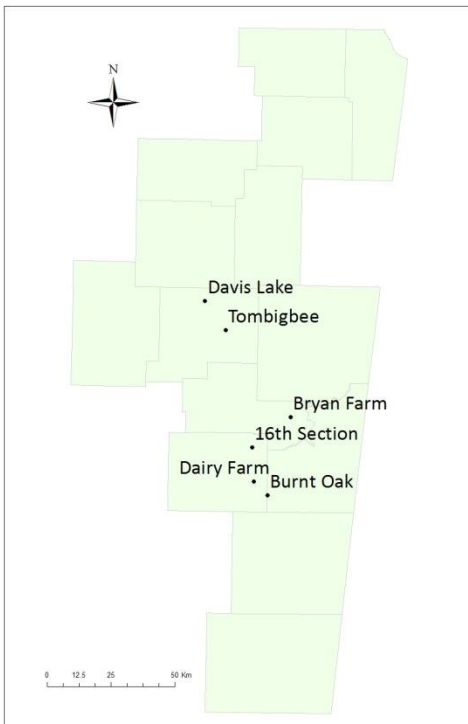 N
Davis Lake
Tombigbee
Bryan Farm
16th Section
Dairy Farm
Burnt Oak
0 12.5 25 50 Km